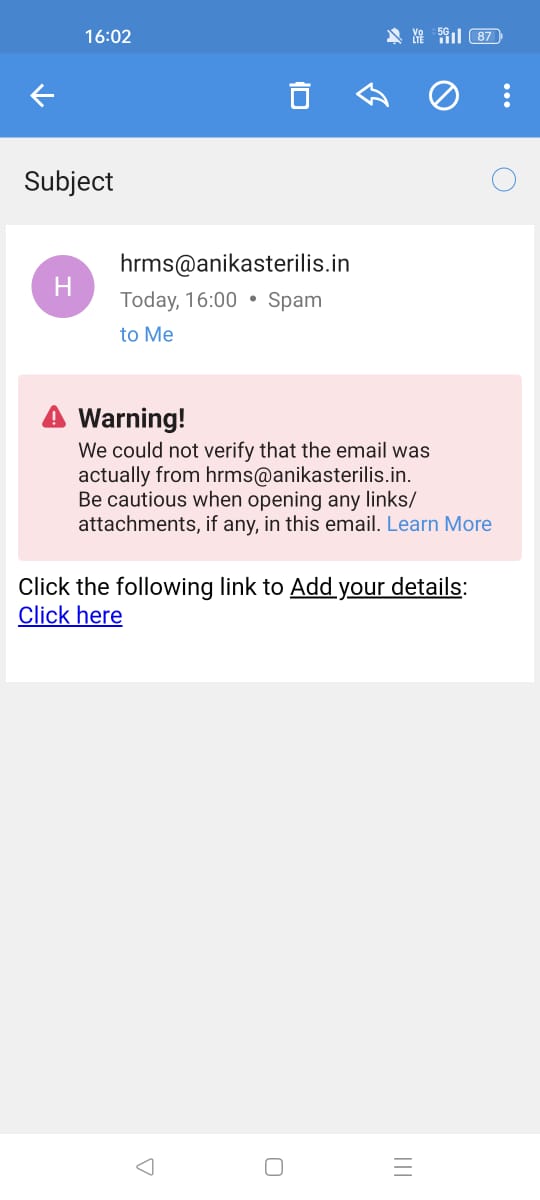 16:02
Vo LTE 5G 87
Subject
H
hrms@anikasterilis.in
Today, 16:00 • Spam
to Me
Warning!
We could not verify that the email was
actually from hrms@anikasterilis.in.
Be cautious when opening any links/
attachments, if any, in this email. Learn More
Click the following link to Add your details:
Click here